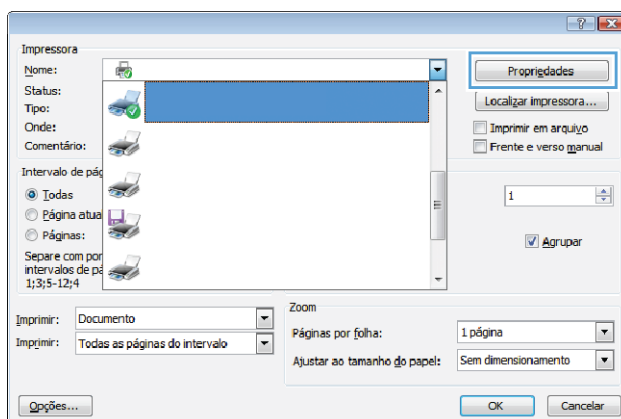 Impressora
Nome:
Propriedades
Status:
Tipo:
Localizar impressora...
Onde:
Imprimir em arquivo
Comentário:
Frente e verso manual
Intervalo de pág
Todas
1
Página atua
Páginas:
Agrupar
Separe com por
intervalos de pá
1;3;5-12;4
Imprimir: Documento
Imprimir: Todas as páginas do intervalo
Zoom
Páginas por folha: 1 página
Ajustar ao tamanho do papel: Sem dimensionamento
Opções...
OK
Cancelar